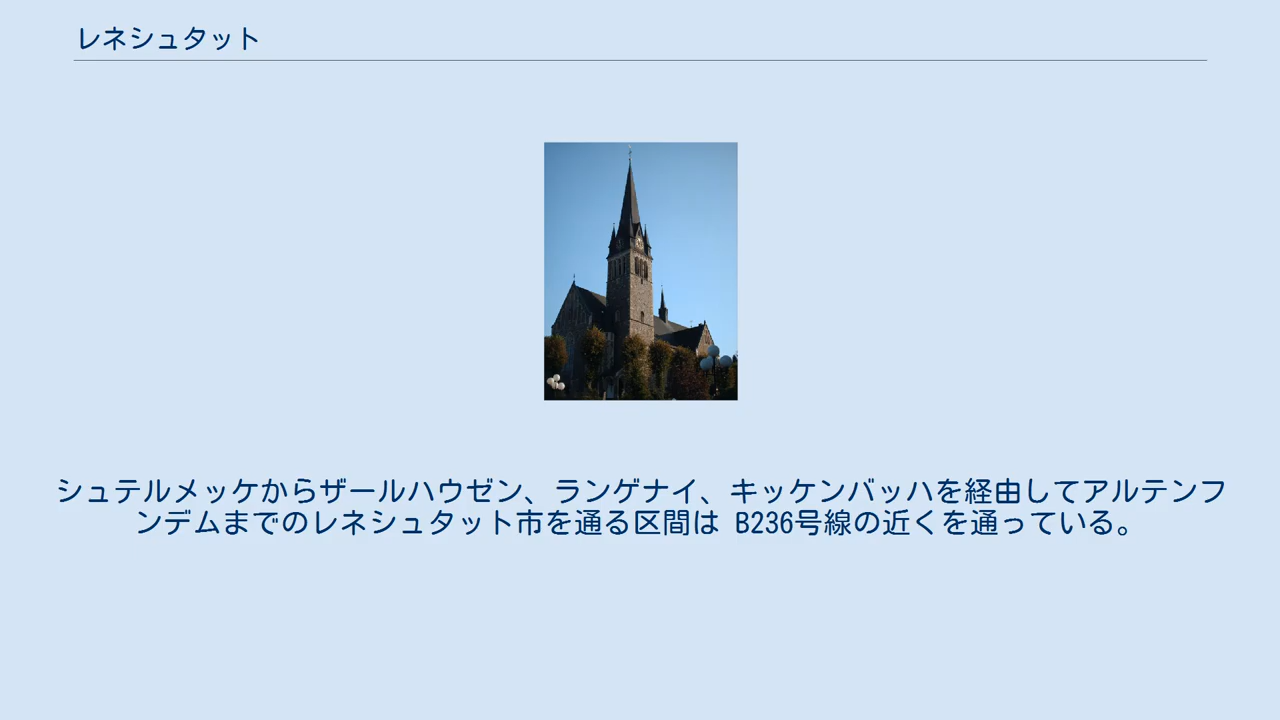 レネシュタット
シュテルメッケからザールハウゼン、ランゲナイ、キッケンバッハを経由してアルテンフ
ンデムまでのレネシュタット市を通る区間は B236号線の近くを通っている。